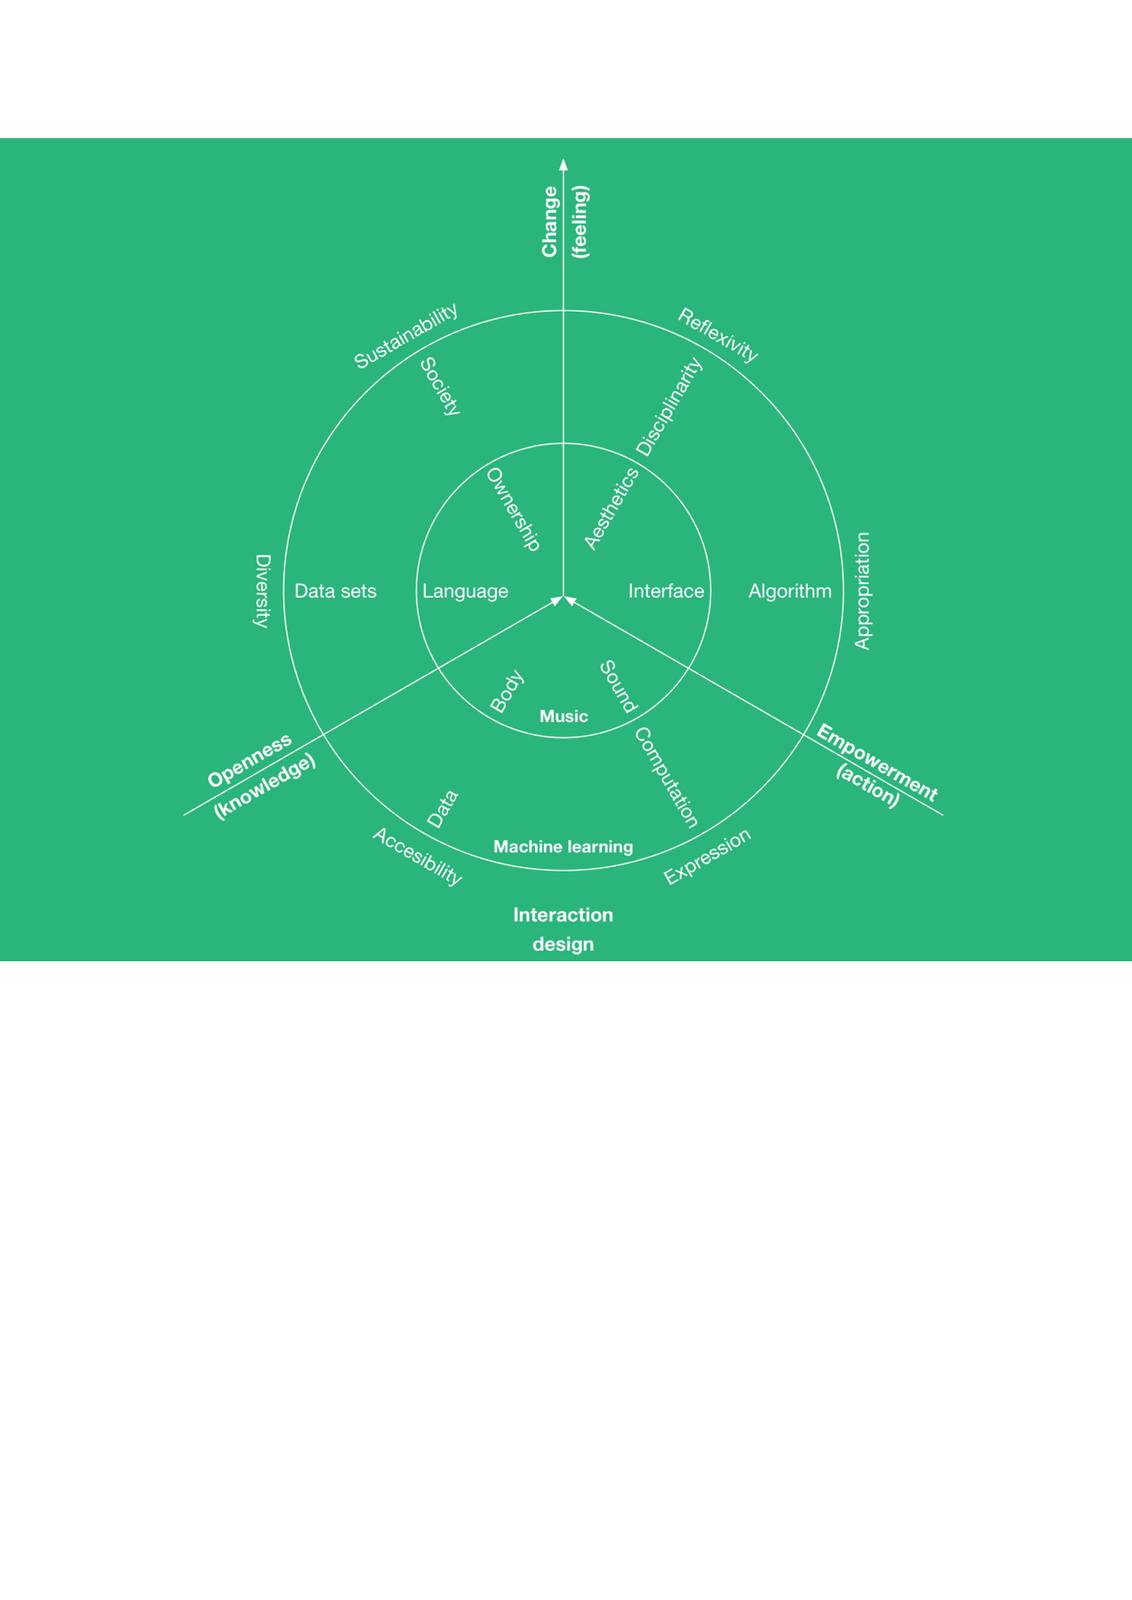 Change
(feeling)
Sustainability
Reflexivity
Society
Disciplinarity
Ownership
Aesthetics
Diversity
Data sets
Language
Interface
Algorithm
Appropriation
Body
Sound
Music
Openness
(knowledge)
Empowerment
(action)
Data
Computation
Accesibility
Machine learning
Expression
Interaction
design